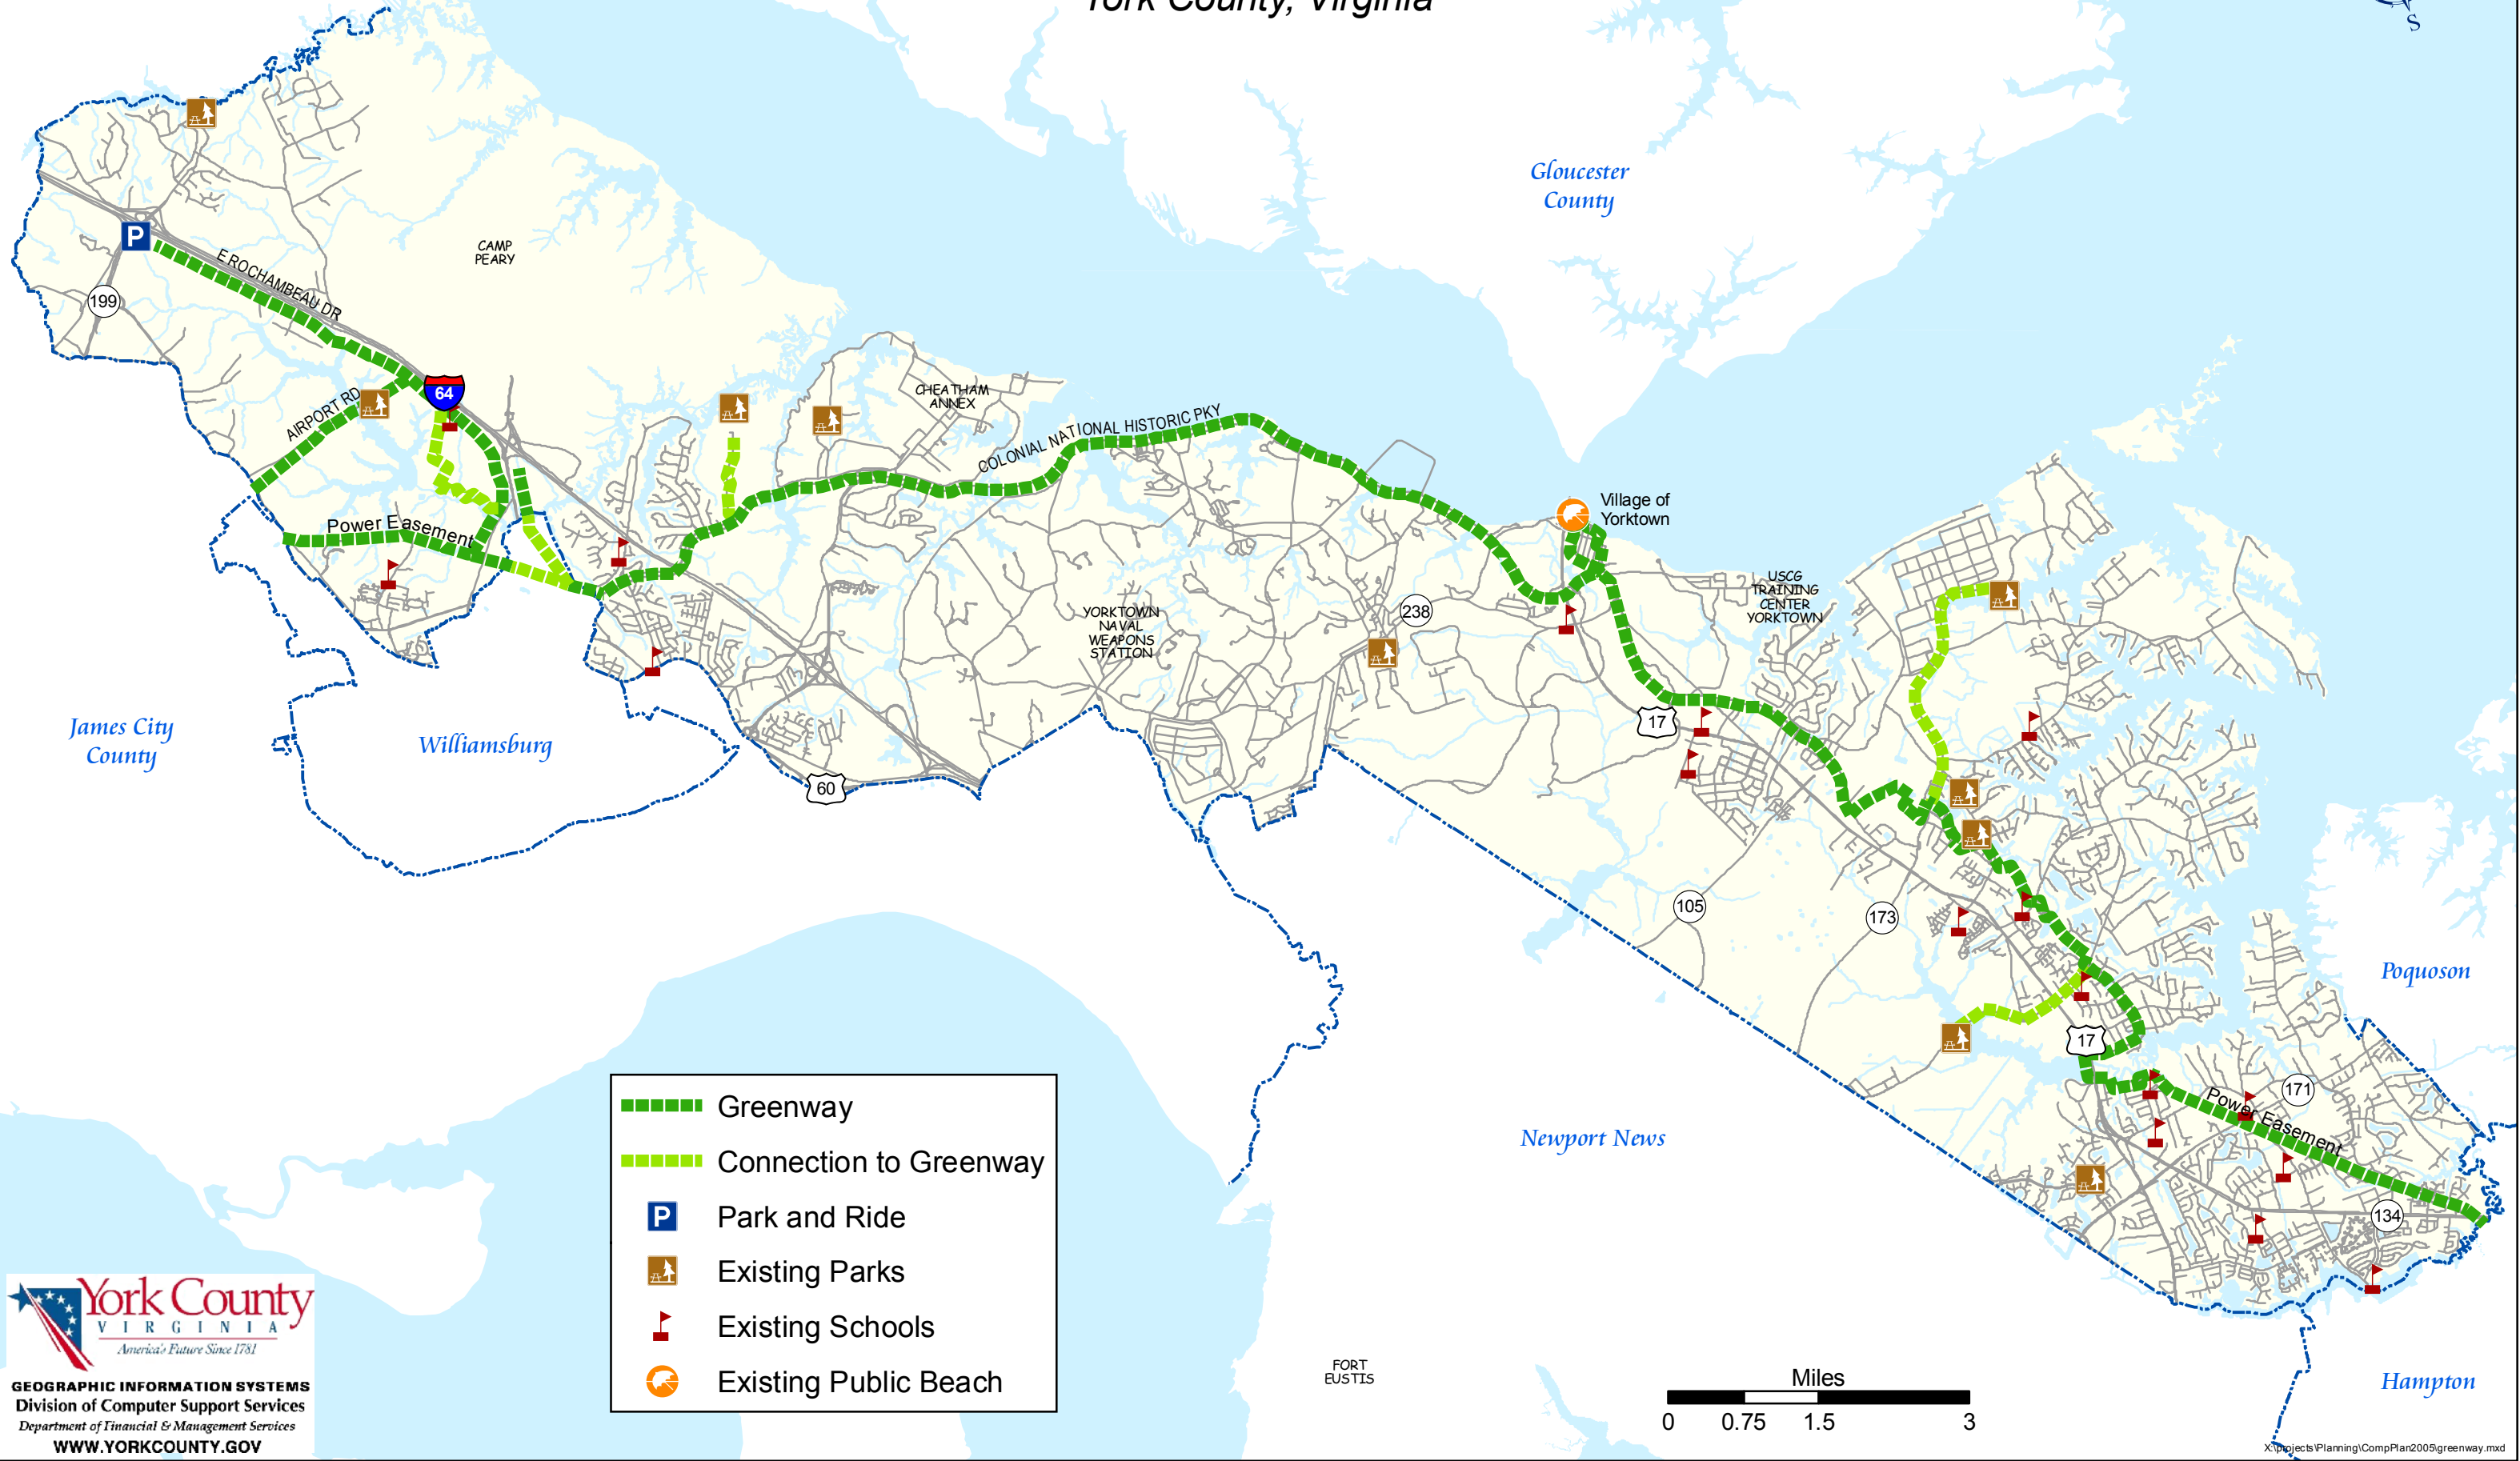 York County, Virginia
S
Gloucester
County
CAMP
PEARY
P
E ROCHAMBEAU DR
199
64
AIRPORT RD
CHEATHAM
ANNEX
COLONIAL NATIONAL HISTORIC PKY
Village of
Yorktown
Power Easement
USCG
TRAINING
CENTER
YORKTOWN
YORKTOWN
NAVAL
WEAPONS
STATION
238
17
James City
County
Williamsburg
60
105
173
Poquoson
17
171
Power Easement
Newport News
134
Greenway
Connection to Greenway
P
Park and Ride
Existing Parks
Existing Schools
Existing Public Beach
York County
VIRGINIA
America's Future Since 1781
GEOGRAPHIC INFORMATION SYSTEMS
Division of Computer Support Services
Department of Financial & Management Services
WWW.YORKCOUNTY.GOV
FORT
EUSTIS
Miles
0 0.75 1.5 3
Hampton
X:\projects\Planning\CompPlan2005\greenway.mxd